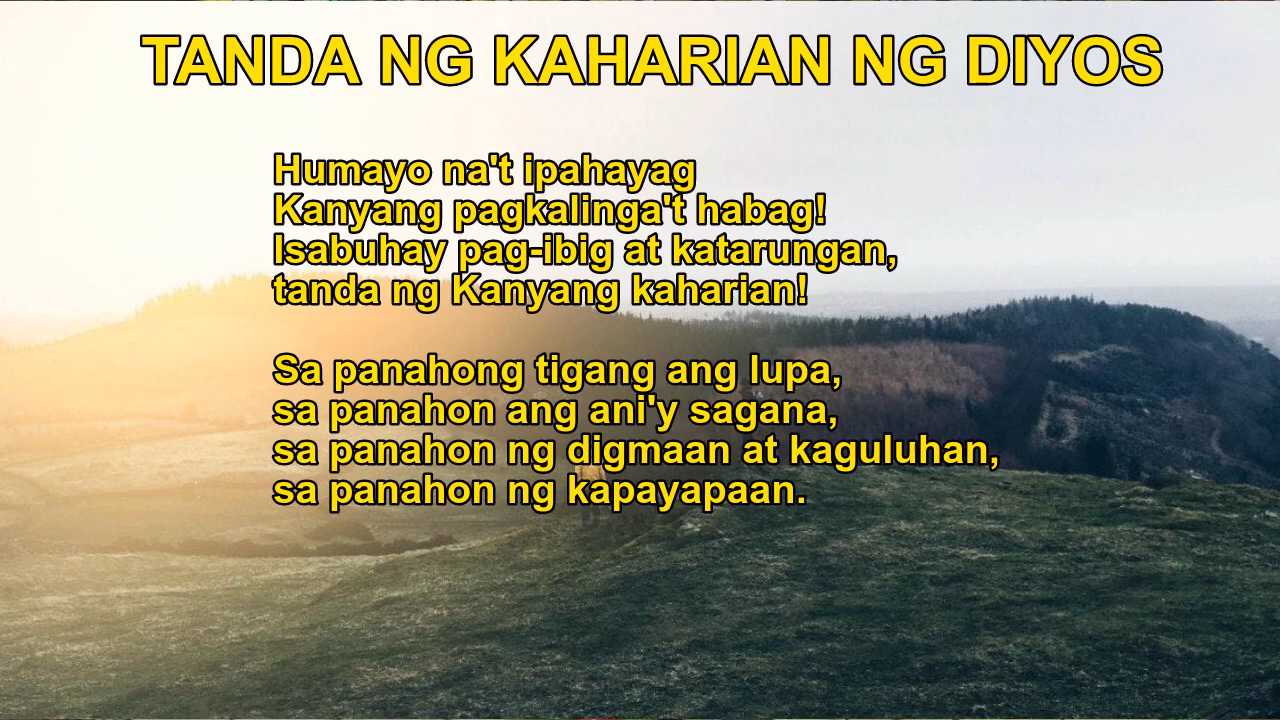 TANDA NG KAHARIAN NG DIYOS
Humayo na't ipahayag
Kanyang pagkalinga't habag!
Isabuhay pag-ibig at katarungan,
tanda ng Kanyang kaharian!
Sa panahong tigang ang lupa,
sa panahon ang ani'y sagana,
sa panahon ng digmaan at kaguluhan,
sa panahon ng kapayapaan.